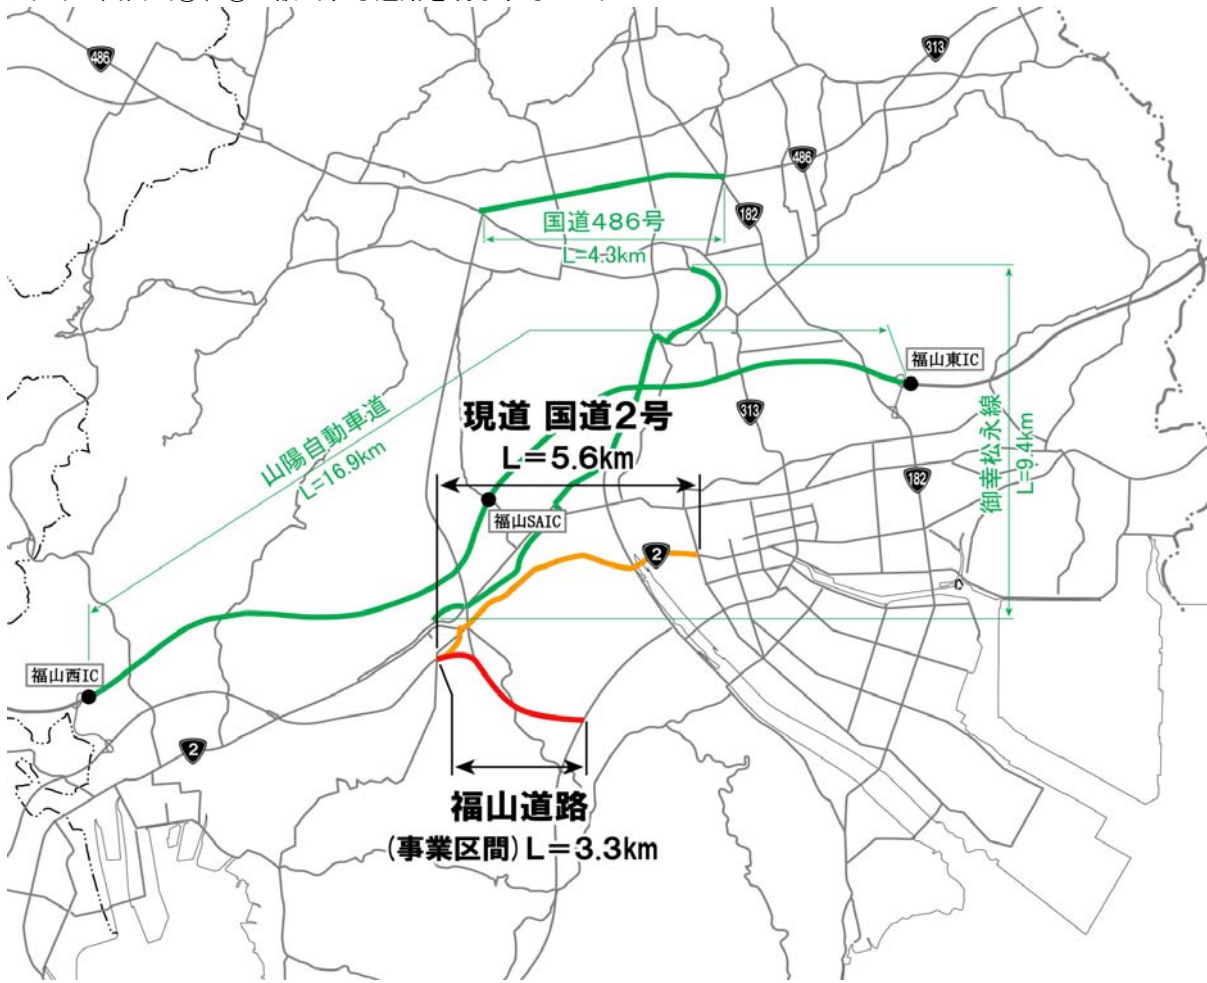 486
313
486
国道486号
L=4.3km
182
福山東IC
現道 国道2号
L=5.6km
313
山陽自動車道
L=16.9km
御幸松永線
L=9.4km
182
福山SAIC
2
福山西IC
2
福山道路
(事業区間)L=3.3km